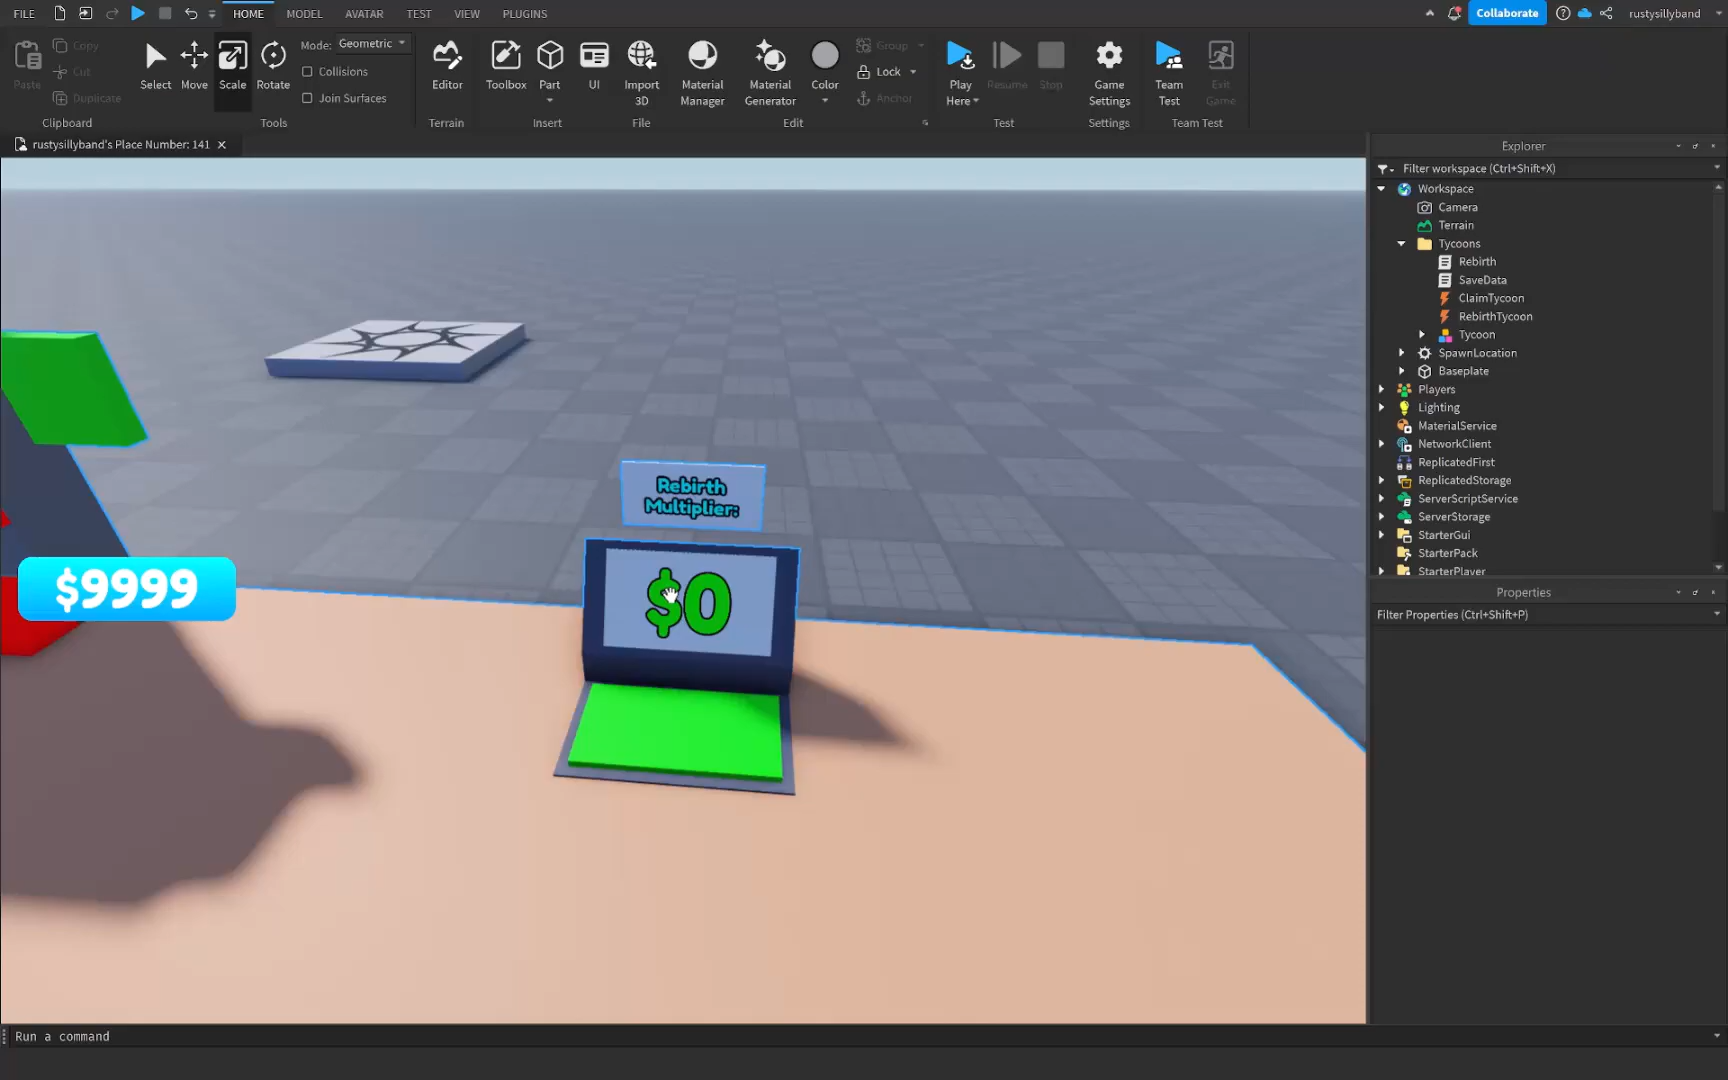 FILE
HOME
MODEL
AVATAR
TEST
VIEW
PLUGINS
Collaborate
rustysillyband
Paste
Copy
Cut
Duplicate
Clipboard
Select
Move
Scale
Rotate
Mode: Geometric
Collisions
Join Surfaces
Tools
Editor
Terrain
Toolbox
Part
UI
Insert
Import
3D
File
Material
Manager
Material
Generator
Color
Group
Lock
Anchor
Edit
Play
Here
Resume
Stop
Test
Game
Settings
Settings
Team
Test
Exit
Game
Team Test
rustysillyband's Place Number: 141
Rebirth
Multiplier:
$0
$9999
Explorer
Filter workspace (Ctrl+Shift+X)
Workspace
Camera
Terrain
Tycoons
Rebirth
SaveData
ClaimTycoon
RebirthTycoon
Tycoon
SpawnLocation
Baseplate
Players
Lighting
MaterialService
NetworkClient
ReplicatedFirst
ReplicatedStorage
ServerScriptService
ServerStorage
StarterGui
StarterPack
StarterPlayer
Properties
Filter Properties (Ctrl+Shift+P)
Run a command